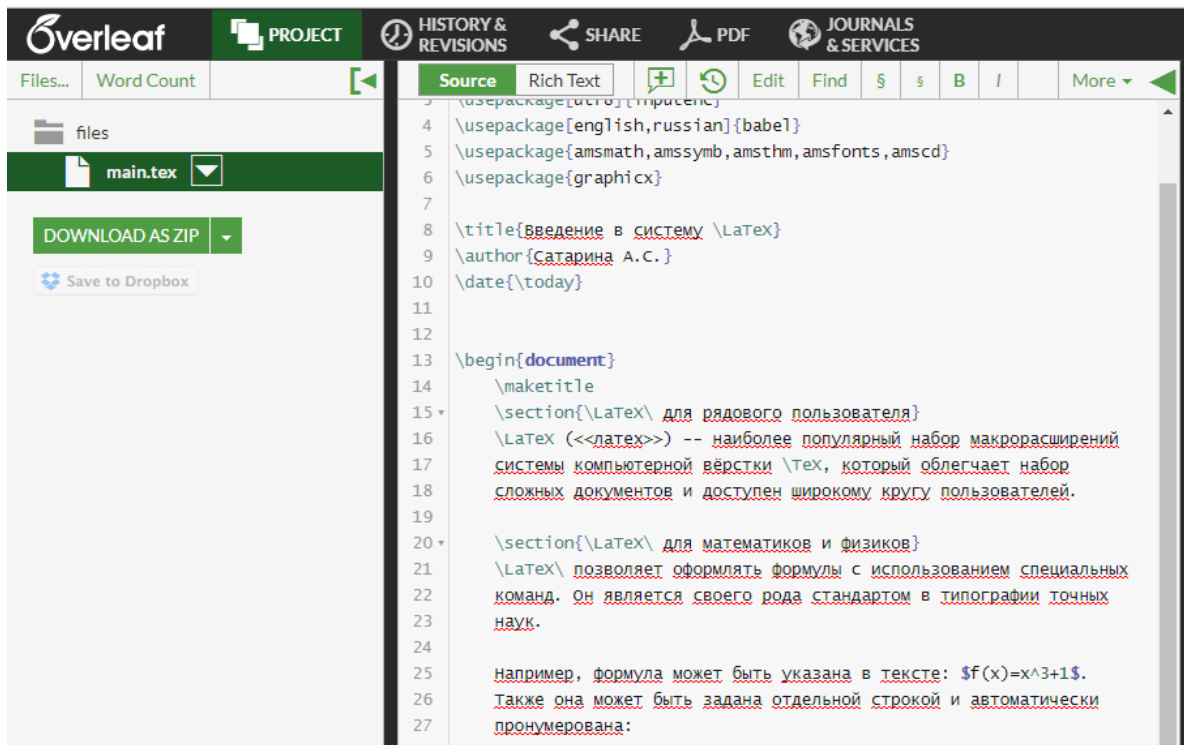 Overleaf
PROJECT
HISTORY &
REVISIONS
SHARE
PDF
JOURNALS
& SERVICES
Files...
Word Count
Source
Rich Text
Edit
Find
§
§
B
I
More
files
main.tex
DOWNLOAD AS ZIP
Save to Dropbox
3 \usepackage[utf8]{inputenc}
4 \usepackage[english,russian]{babel}
5 \usepackage{amsmath,amssymb,amsthm,amsfonts,amscd}
6 \usepackage{graphicx}
7
8 \title{Введение в систему \LaTeX}
9 \author{Сатарина А.С.}
10 \date{\today}
11
12
13 \begin{document}
14 \maketitle
15 \section{\LaTeX\ для рядового пользователя}
16 \LaTeX (<<латех>>) -- наиболее популярный набор макрорасширений
17 системы компьютерной вёрстки \TeX, который облегчает набор
18 сложных документов и доступен широкому кругу пользователей.
19
20 \section{\LaTeX\ для математиков и физиков}
21 \LaTeX\ позволяет оформлять формулы с использованием специальных
22 команд. Он является своего рода стандартом в типографии точных
23 наук.
24
25 Например, формула может быть указана в тексте: $f(x)=x^3+1$.
26 Также она может быть задана отдельной строкой и автоматически
27 пронумерована: